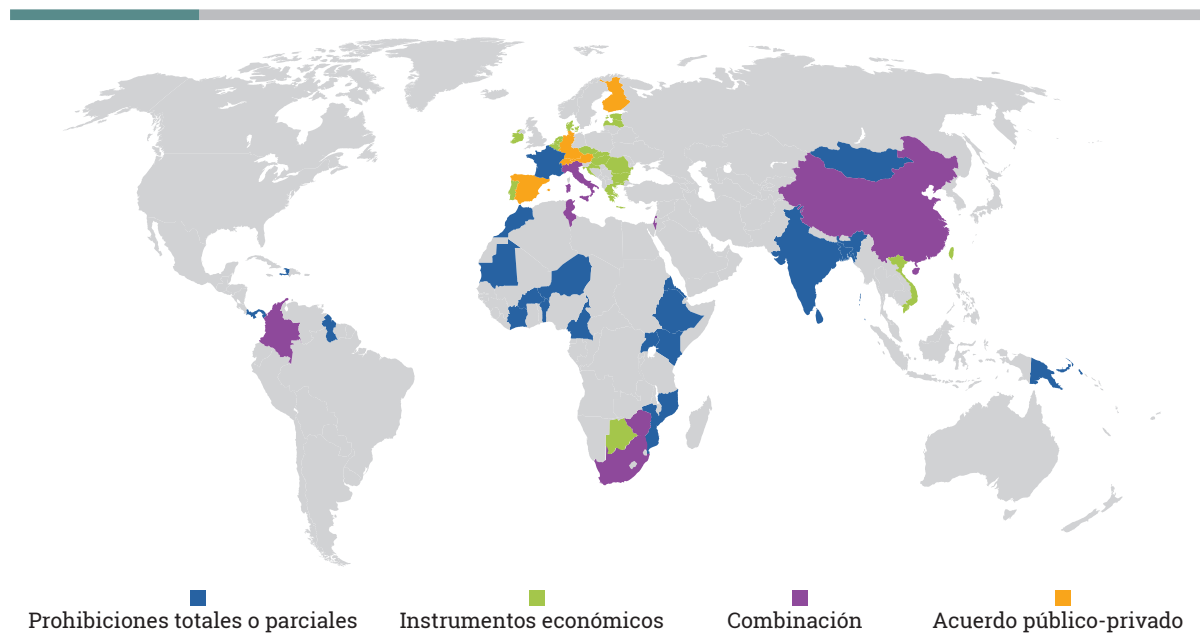 Prohibiciones totales o parciales
Instrumentos económicos
Combinación
Acuerdo público-privado